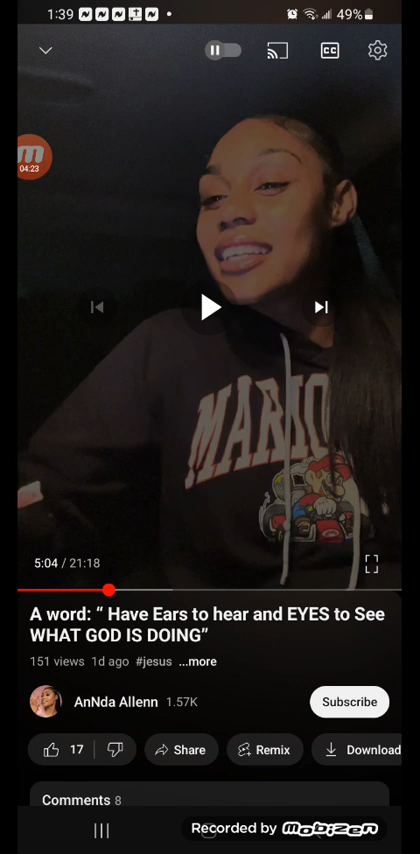 1:39
49%
CC
m
04:23
MARIO
5:04 / 21:18
A word: “ Have Ears to hear and EYES to See
WHAT GOD IS DOING”
151 views 1d ago #jesus ...more
AnNda Allenn 1.57K
Subscribe
17
Share
Remix
Download
Comments 8
Recorded by mobizen